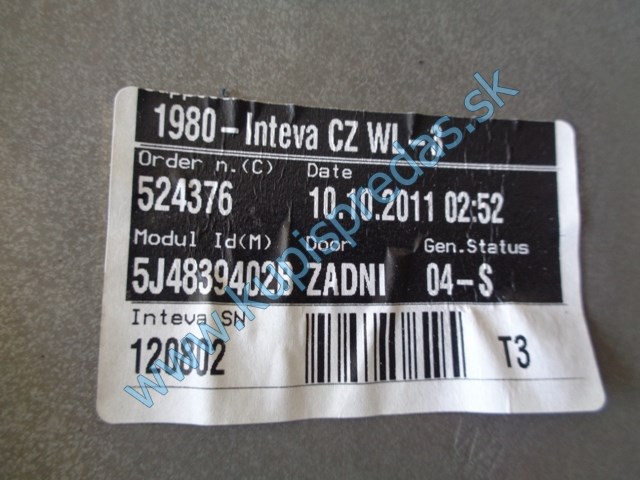 1980-Inteva CZ WL-S
Order n.(C) Date
524376 10.10.2011 02:52
Modul Id(M) Door Gen.Status
5J4839402B ZADNI 04-S
Inteva SN
120802 T3
www.kupispredas.sk